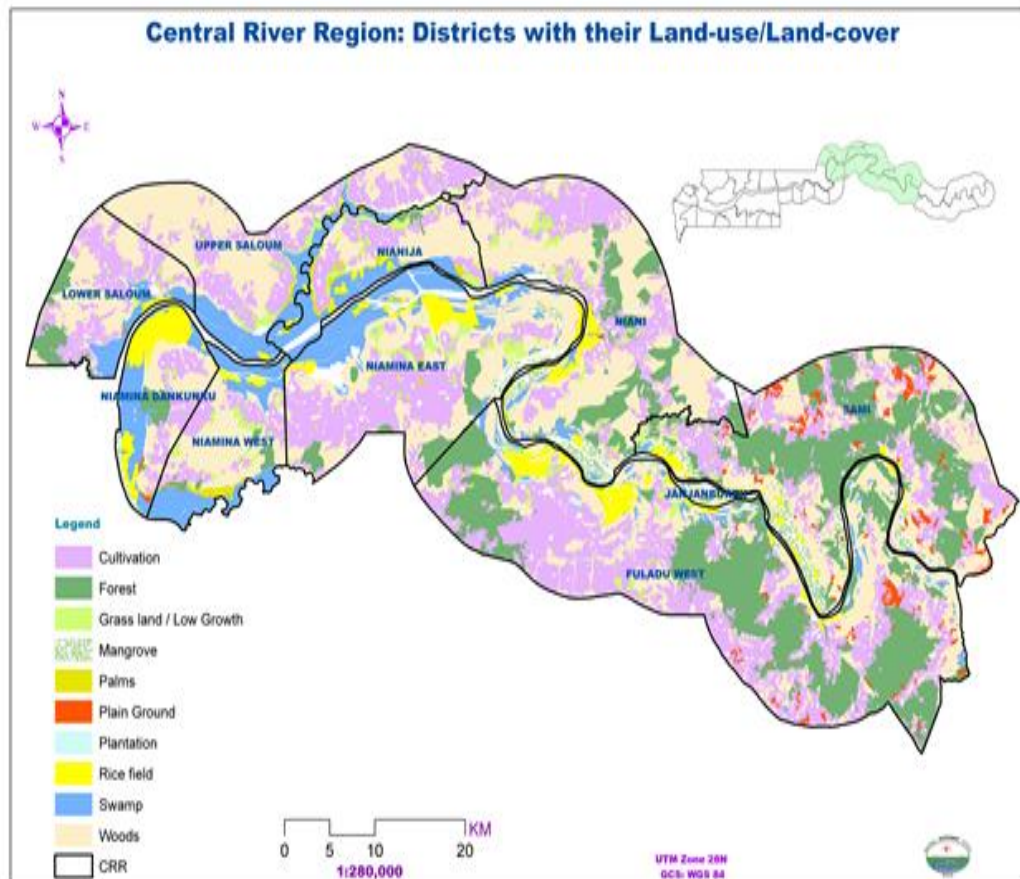 Central River Region: Districts with their Land-use/Land-cover
N
W E
S
UPPER SALOUM
NIANIJA
LOWER SALOUM
NIANI
NIAMINA EAST
NIAMINA DANKUNKU
SAMI
NIAMINA WEST
JANJANBUREH
FULADU WEST
Legend
Cultivation
Forest
Grass land / Low Growth
Mangrove
Palms
Plain Ground
Plantation
Rice field
Swamp
Woods
CRR
KM
0 5 10 20
1:280,000
UTM Zone 28N
GCS: WGS 84